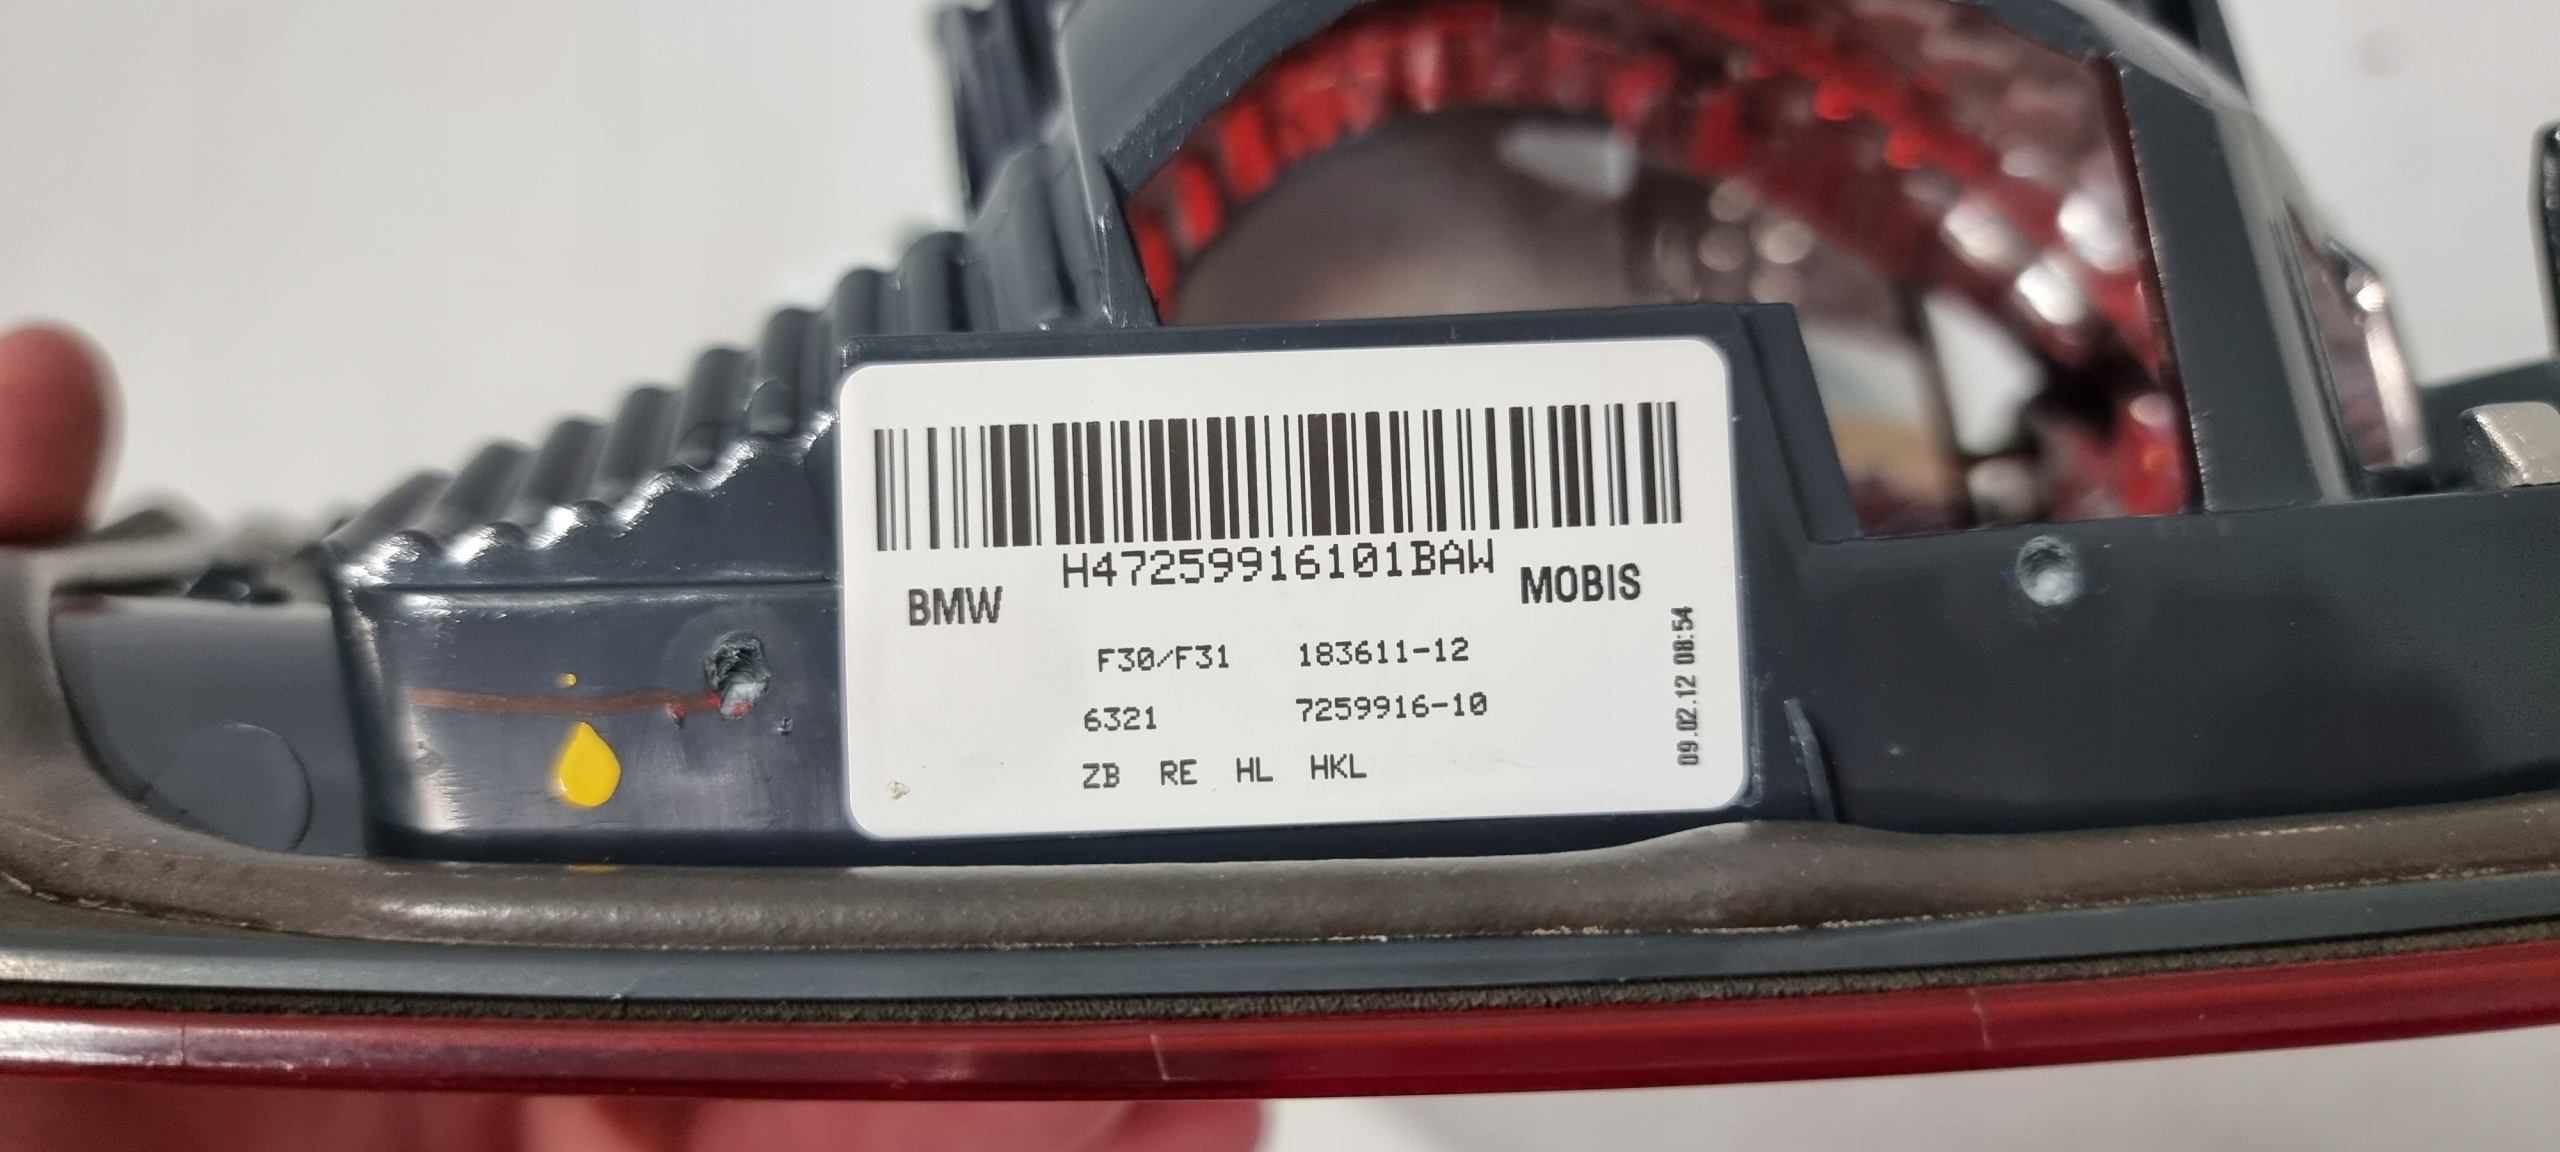 H47259916101BAW
BMW MOBIS
F30/F31 183611-12
6321 7259916-10
ZB RE HL HKL
09.02.12 08:54